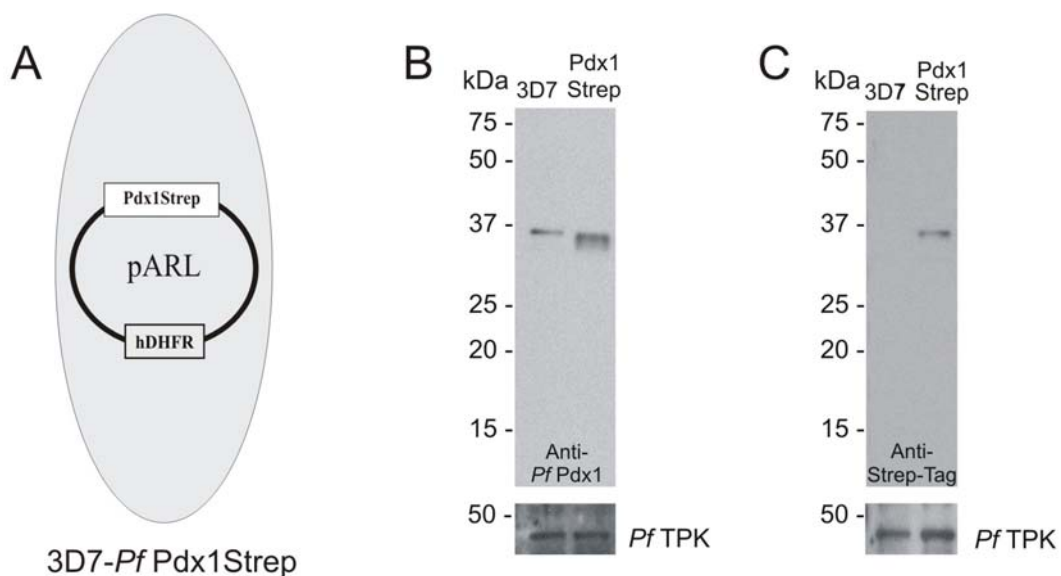 A
Pdx1Strep
pARL
hDHFR
3D7-Pf Pdx1Strep
B
kDa
3D7
Pdx1
Strep
75 -
50 -
37 -
25 -
20 -
15 -
Anti-
Pf Pdx1
50 -
Pf TPK
C
kDa
3D7
Pdx1
Strep
75 -
50 -
37 -
25 -
20 -
15 -
Anti-
Strep-Tag
50 -
Pf TPK